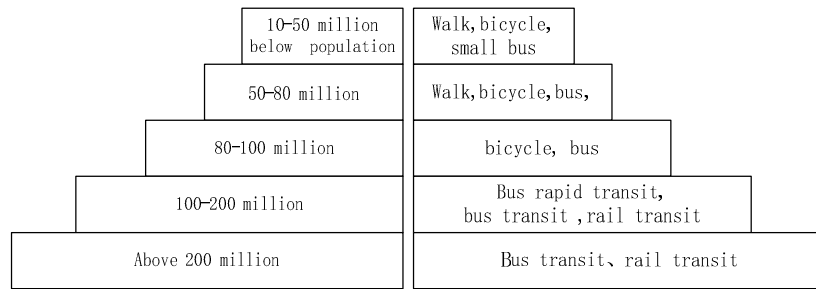 10-50 million
below population
Walk,bicycle,
small bus
50-80 million
Walk,bicycle,bus,
80-100 million
bicycle, bus
100-200 million
Bus rapid transit,
bus transit ,rail transit
Above 200 million
Bus transit、rail transit